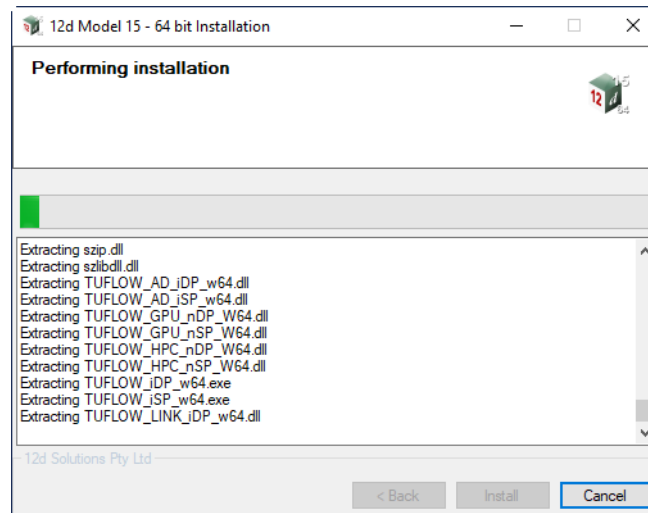 12d Model 15 - 64 bit Installation
Performing installation
15
12 d
64
Extracting szip.dll
Extracting szlibdll.dll
Extracting TUFLOW_AD_iDP_w64.dll
Extracting TUFLOW_AD_iSP_w64.dll
Extracting TUFLOW_GPU_nDP_W64.dll
Extracting TUFLOW_GPU_nSP_W64.dll
Extracting TUFLOW_HPC_nDP_W64.dll
Extracting TUFLOW_HPC_nSP_W64.dll
Extracting TUFLOW_iDP_w64.exe
Extracting TUFLOW_iSP_w64.exe
Extracting TUFLOW_LINK_iDP_w64.dll
12d Solutions Pty Ltd
< Back Install Cancel